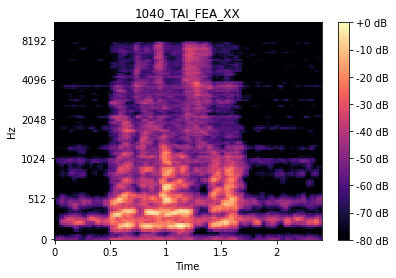 1040_TAI_FEA_XX
Hz
8192
4096
2048
1024
512
0
0
0.5
1
1.5
2
Time
+0 dB
-10 dB
-20 dB
-30 dB
-40 dB
-50 dB
-60 dB
-70 dB
-80 dB